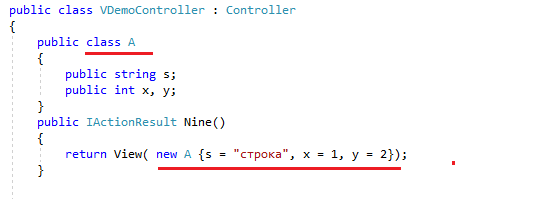 public class VDemoController : Controller
{
public class A
{
public string s;
public int x, y;
}
public IActionResult Nine()
{
return View( new A {s = "строка", x = 1, y = 2});
}